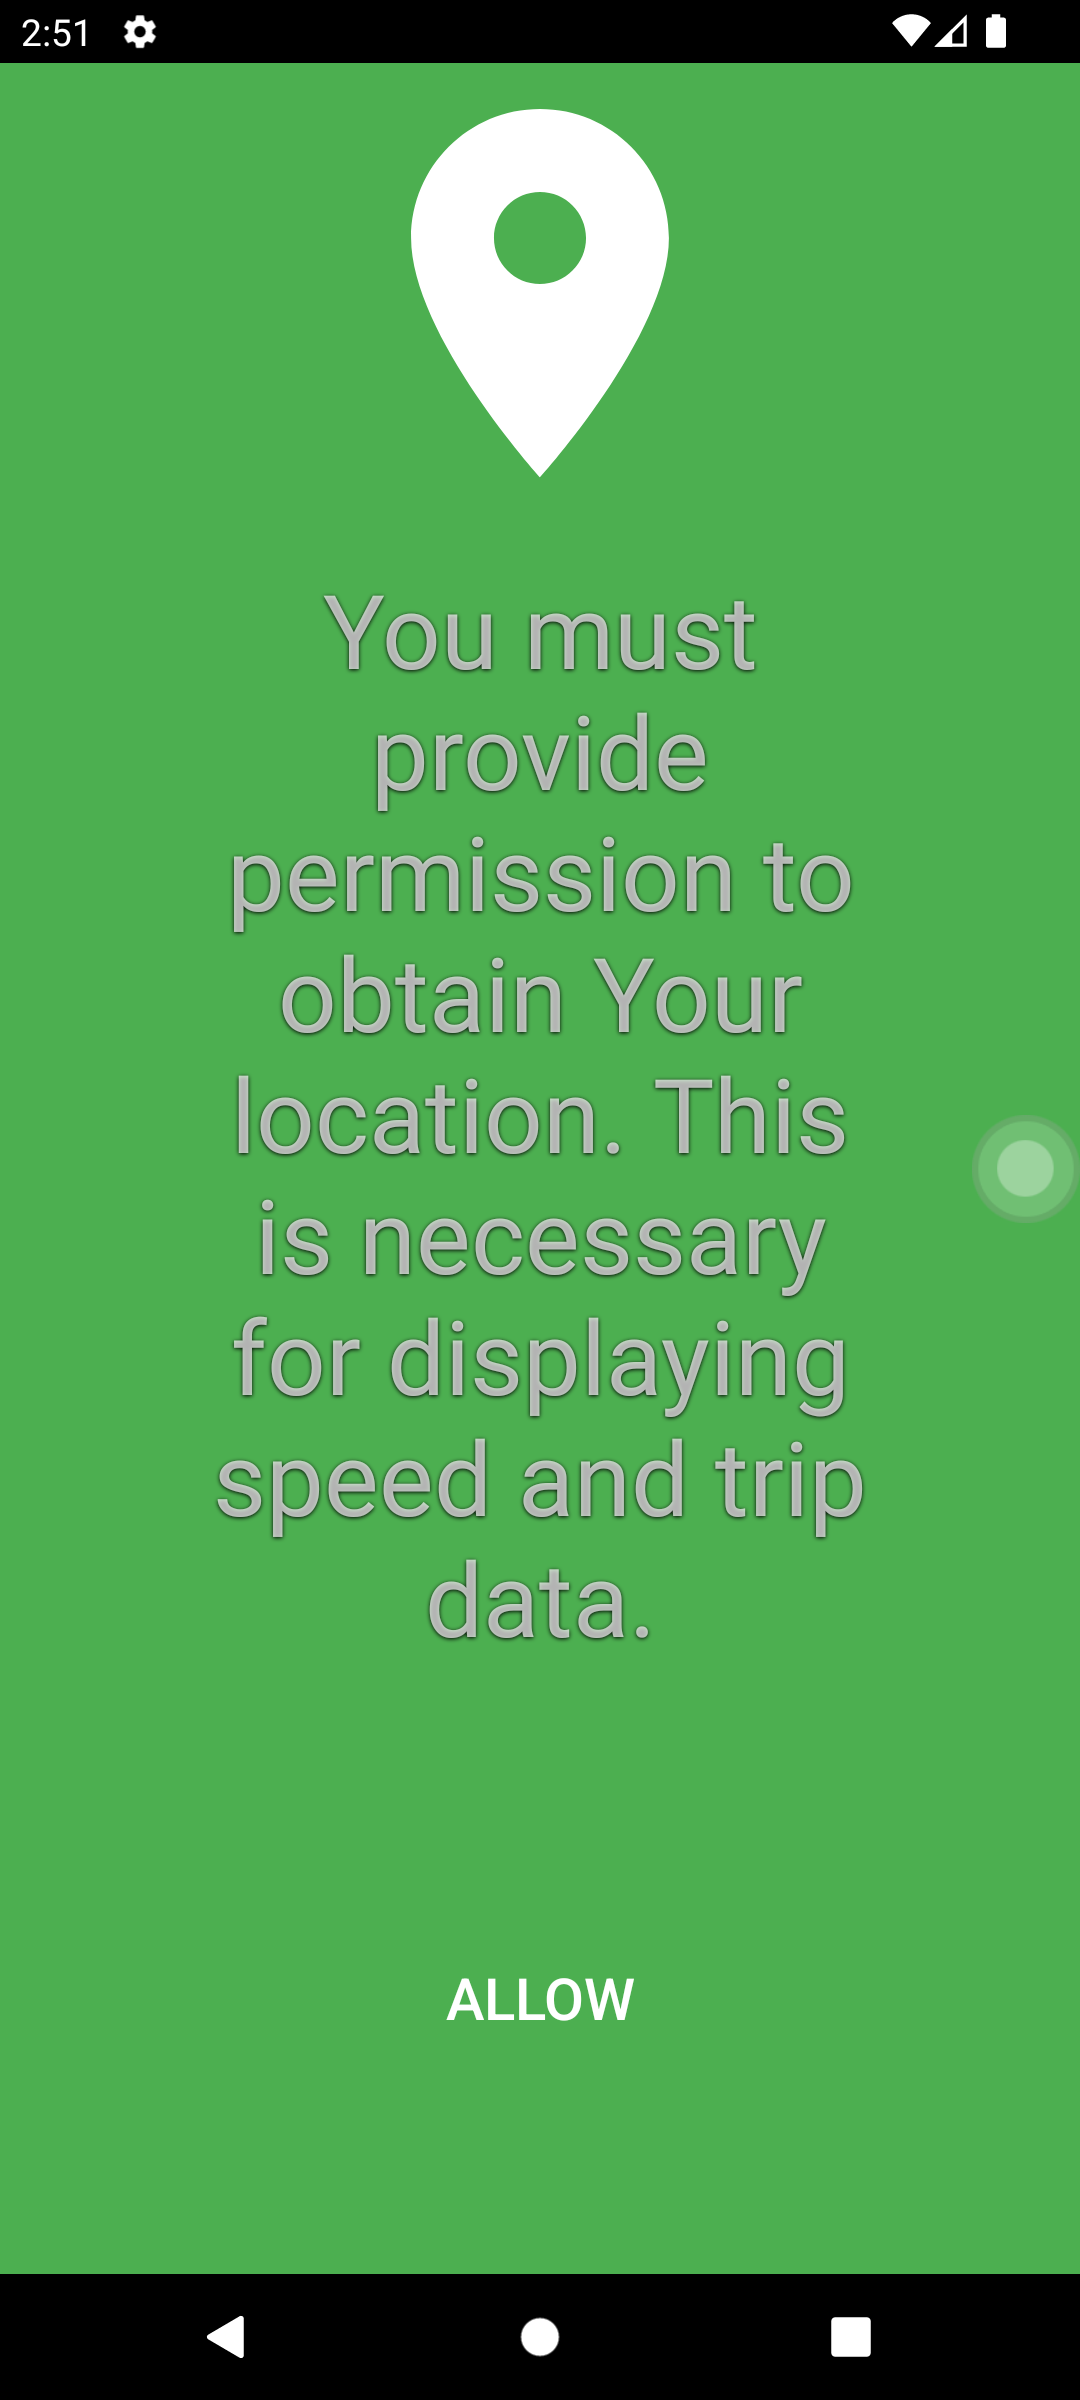 2:51
You must
provide
permission to
obtain Your
location. This
is necessary
for displaying
speed and trip
data.
ALLOW